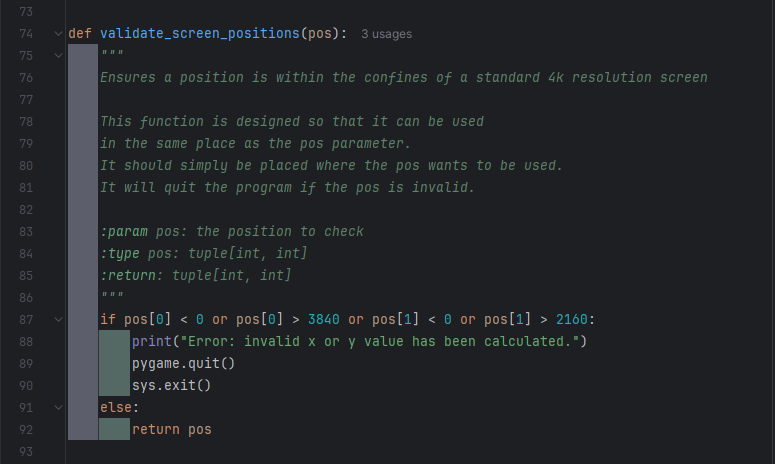 73
74 def validate_screen_positions(pos): 3 usages
75     """
76     Ensures a position is within the confines of a standard 4k resolution screen
77
78     This function is designed so that it can be used
79     in the same place as the pos parameter.
80     It should simply be placed where the pos wants to be used.
81     It will quit the program if the pos is invalid.
82
83     :param pos: the position to check
84     :type pos: tuple[int, int]
85     :return: tuple[int, int]
86     """
87     if pos[0] < 0 or pos[0] > 3840 or pos[1] < 0 or pos[1] > 2160:
88         print("Error: invalid x or y value has been calculated.")
89         pygame.quit()
90         sys.exit()
91     else:
92         return pos
93